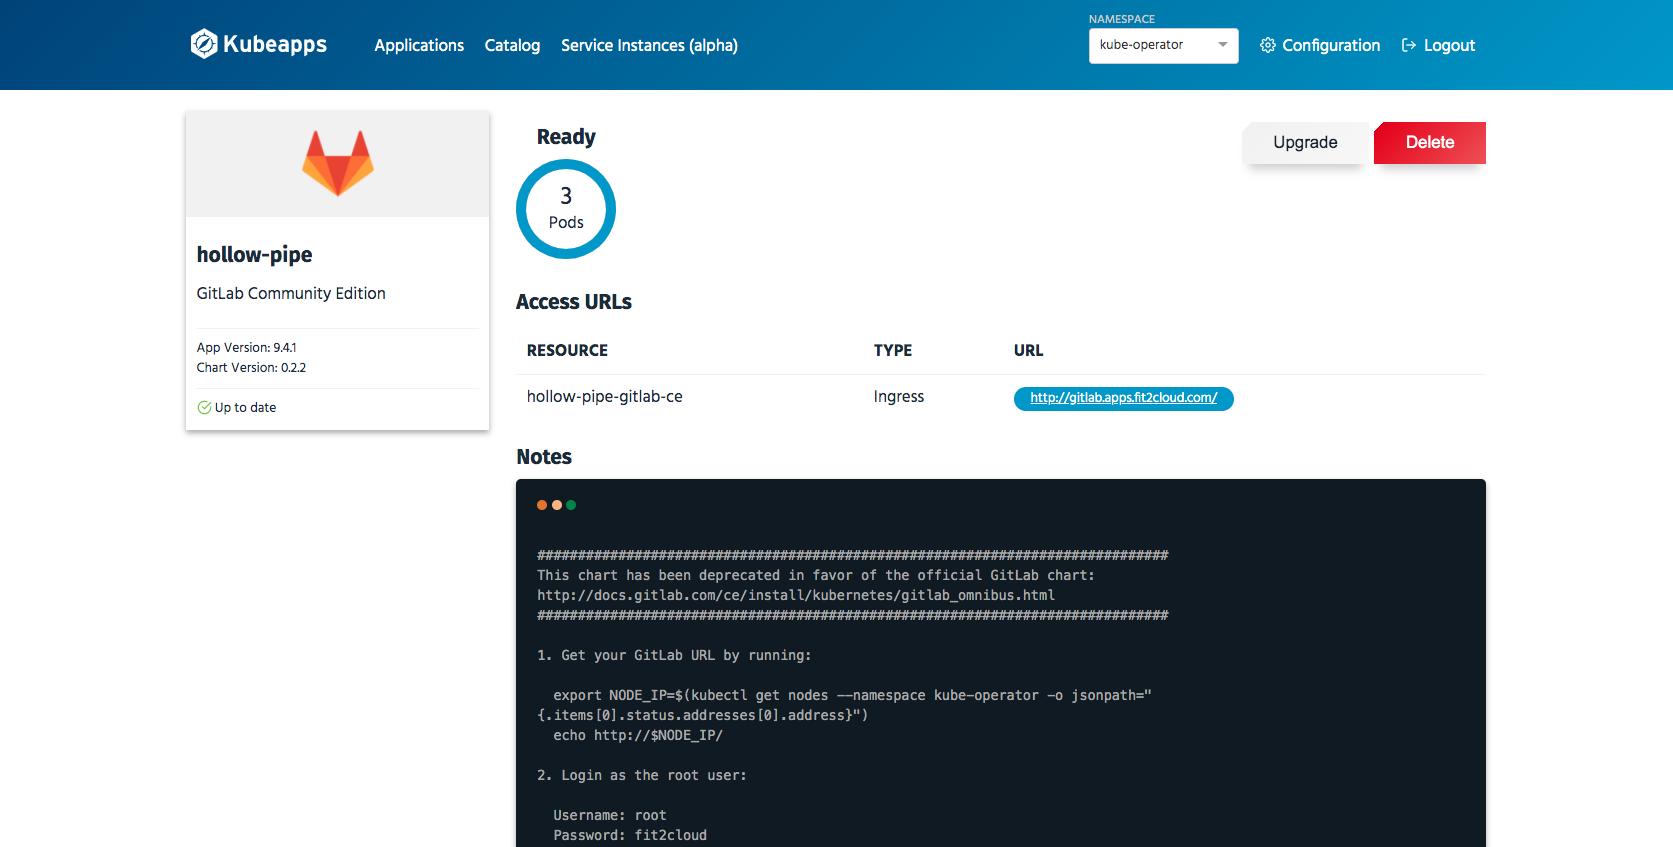 Kubeapps
Applications
Catalog
Service Instances (alpha)
NAMESPACE
kube-operator
Configuration
Logout
hollow-pipe
GitLab Community Edition
App Version: 9.4.1
Chart Version: 0.2.2
Up to date
Ready
3
Pods
Upgrade
Delete
Access URLs
RESOURCE TYPE URL
hollow-pipe-gitlab-ce Ingress http://gitlab.apps.fit2cloud.com/
Notes
##############################################################################
This chart has been deprecated in favor of the official GitLab chart:
http://docs.gitlab.com/ce/install/kubernetes/gitlab_omnibus.html
##############################################################################
1. Get your GitLab URL by running:
export NODE_IP=$(kubectl get nodes --namespace kube-operator -o jsonpath="
{.items[0].status.addresses[0].address}")
echo http://$NODE_IP/
2. Login as the root user:
Username: root
Password: fit2cloud